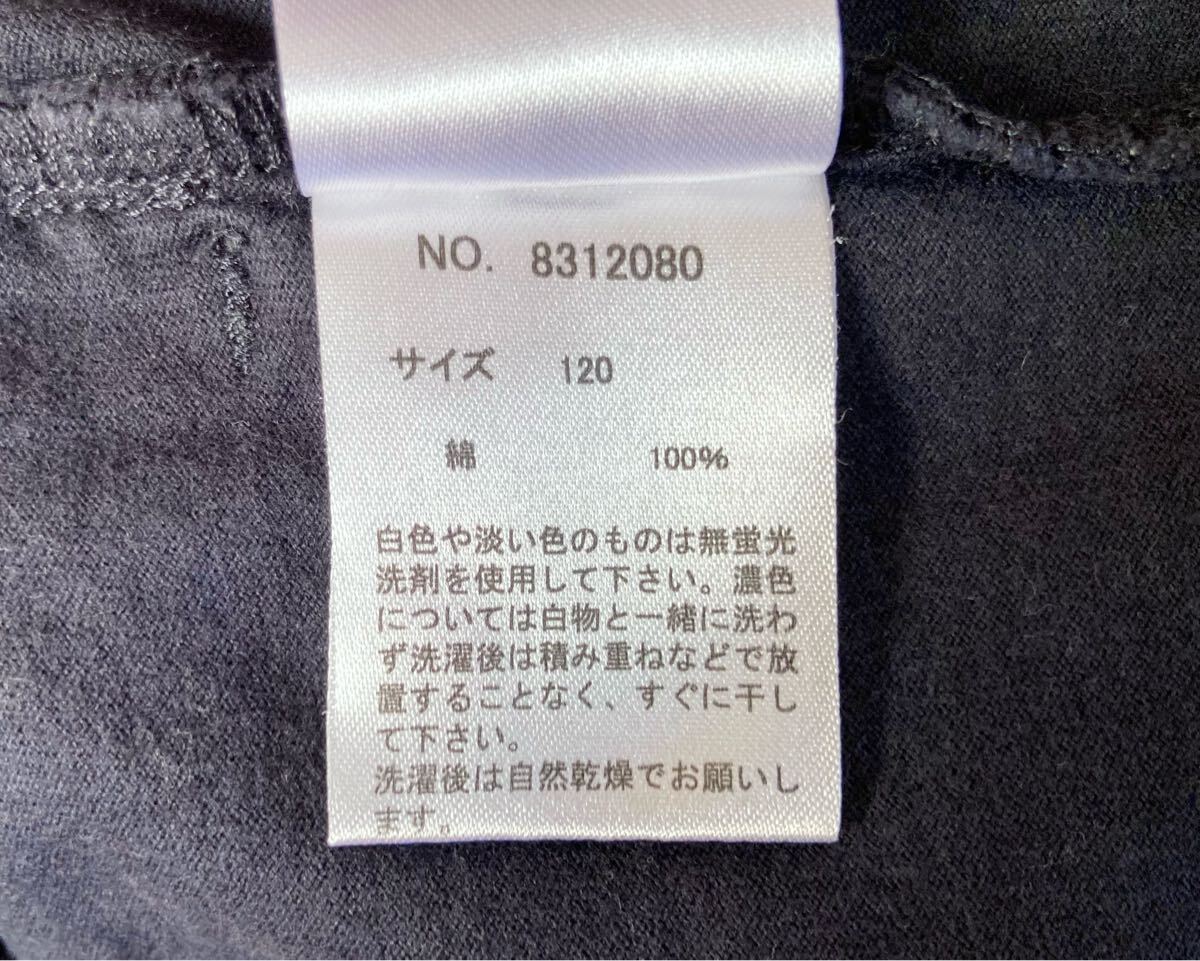 NO. 8312080
サイズ 120
綿 100%
白色や淡い色のものは無蛍光
洗剤を使用して下さい。濃色
については白物と一緒に洗わ
ず洗濯後は積み重ねなどで放
置することなく、すぐに干し
て下さい。
洗濯後は自然乾燥でお願いし
ます。